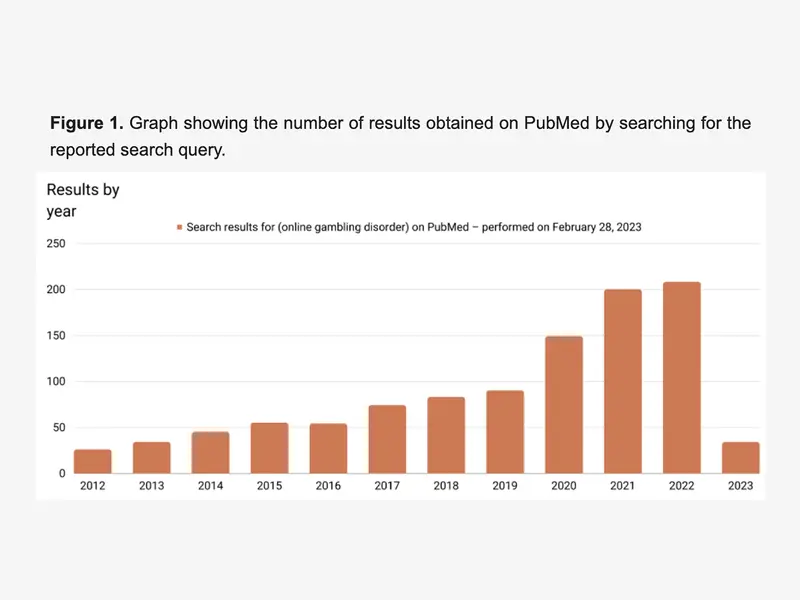 Figure 1. Graph showing the number of results obtained on PubMed by searching for the
reported search query.
Results by
year
Search results for (online gambling disorder) on PubMed – performed on February 28, 2023
250
200
150
100
50
0
2012 2013 2014 2015 2016 2017 2018 2019 2020 2021 2022 2023